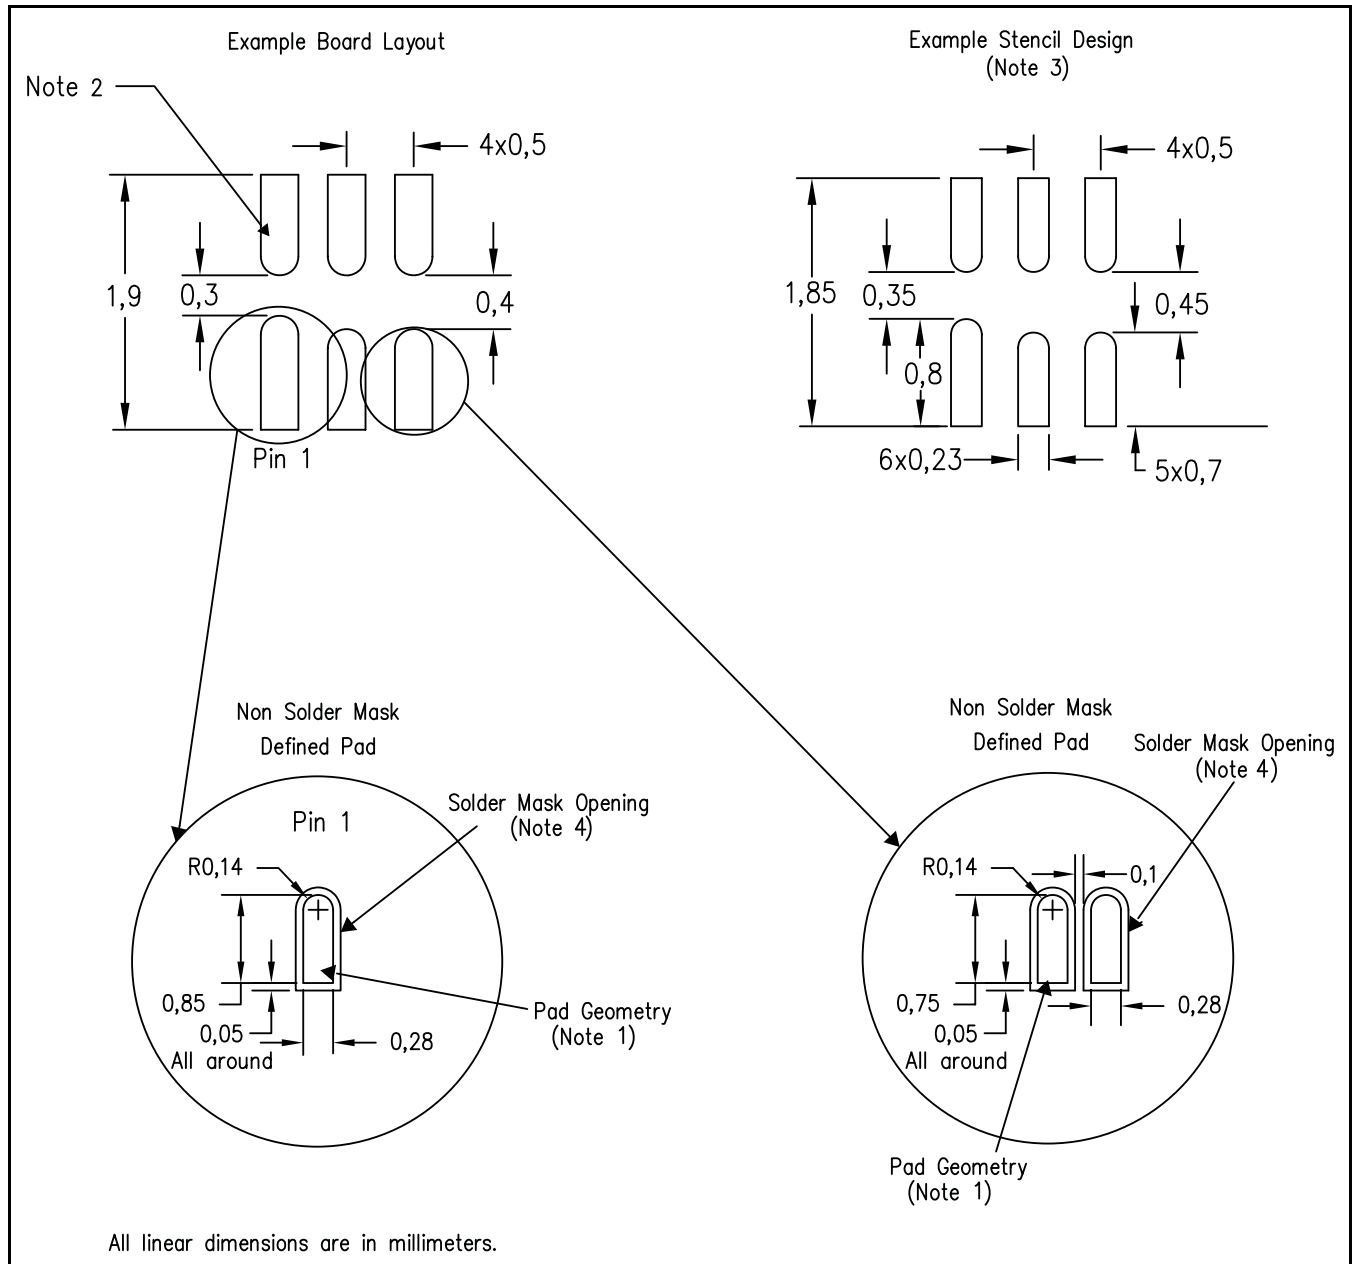 Example Board Layout
Note 2
4x0,5
1,9
0,3
0,4
Pin 1
Example Stencil Design
(Note 3)
4x0,5
1,85
0,35
0,45
0,8
6x0,23
5x0,7
Non Solder Mask
Defined Pad
Solder Mask Opening
(Note 4)
Pin 1
R0,14
0,85
0,05
All around
0,28
Pad Geometry
(Note 1)
Non Solder Mask
Defined Pad
Solder Mask Opening
(Note 4)
R0,14
0,1
0,75
0,05
All around
0,28
Pad Geometry
(Note 1)
All linear dimensions are in millimeters.